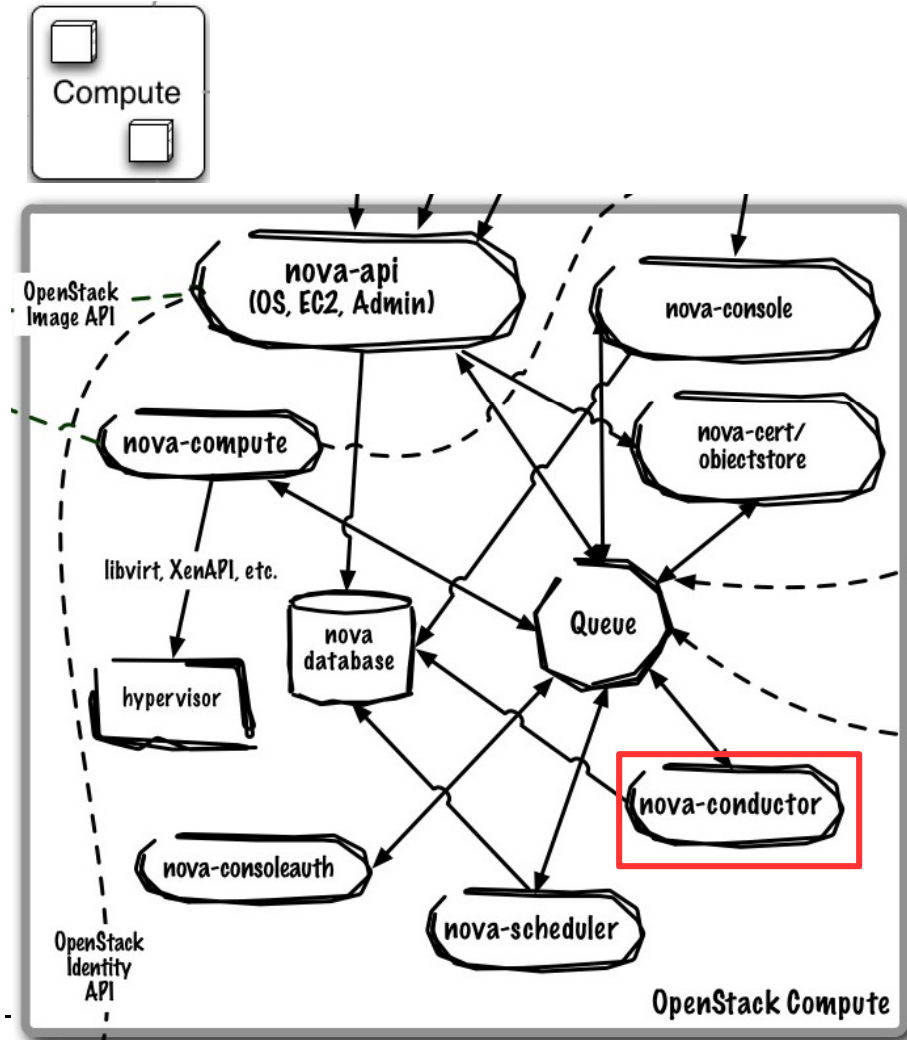 Compute
nova-api
(OS, EC2, Admin)
OpenStack
Image API
nova-console
nova-compute
nova-cert/
objectstore
libvirt, XenAPI, etc.
Queue
nova
database
hypervisor
nova-conductor
nova-consoleauth
nova-scheduler
OpenStack
Identity
API
OpenStack Compute